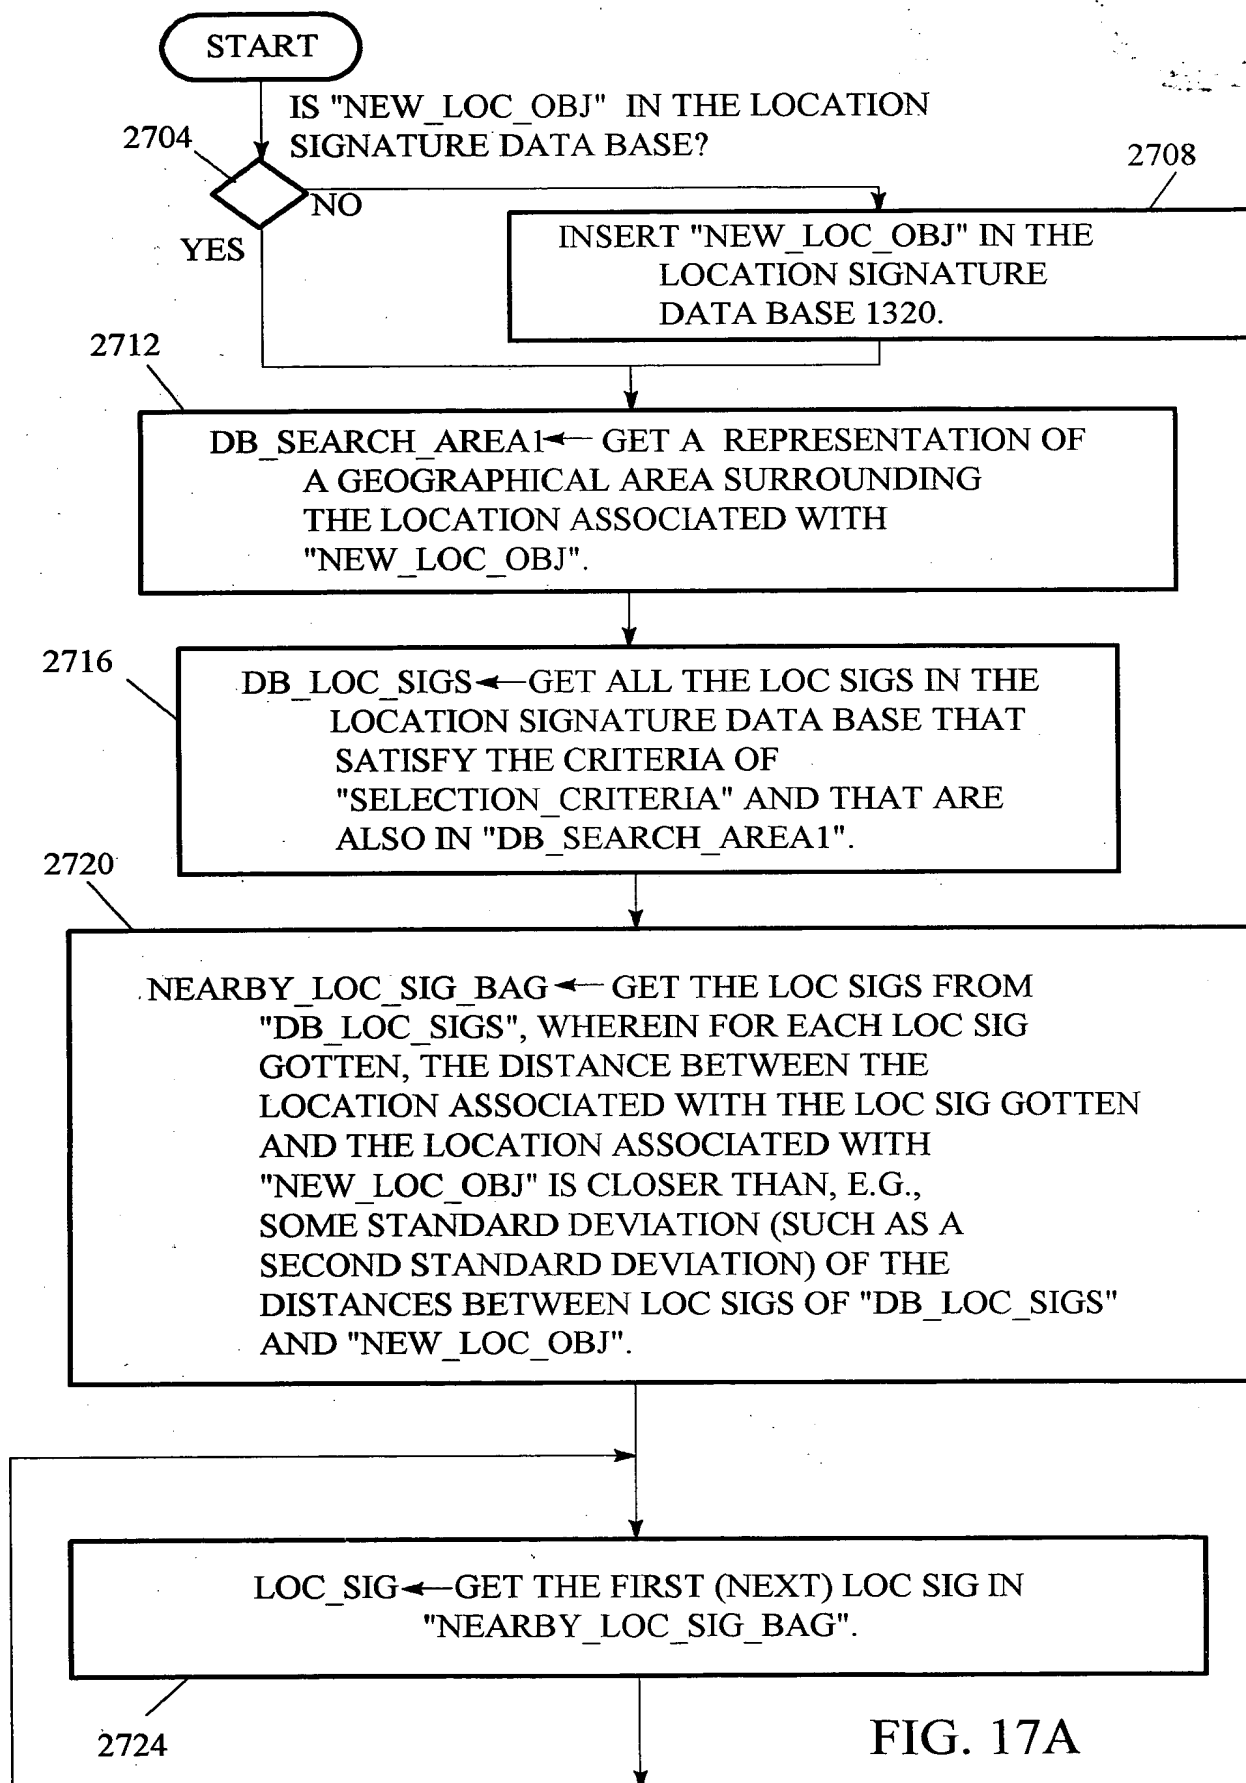 START
IS "NEW_LOC_OBJ" IN THE LOCATION
SIGNATURE DATA BASE?
2704
NO
YES
2708
INSERT "NEW_LOC_OBJ" IN THE
LOCATION SIGNATURE
DATA BASE 1320.
2712
DB_SEARCH_AREA1← GET A REPRESENTATION OF
A GEOGRAPHICAL AREA SURROUNDING
THE LOCATION ASSOCIATED WITH
"NEW_LOC_OBJ".
2716
DB_LOC_SIGS←GET ALL THE LOC SIGS IN THE
LOCATION SIGNATURE DATA BASE THAT
SATISFY THE CRITERIA OF
"SELECTION_CRITERIA" AND THAT ARE
ALSO IN "DB_SEARCH_AREA1".
2720
NEARBY_LOC_SIG_BAG← GET THE LOC SIGS FROM
"DB_LOC_SIGS", WHEREIN FOR EACH LOC SIG
GOTTEN, THE DISTANCE BETWEEN THE
LOCATION ASSOCIATED WITH THE LOC SIG GOTTEN
AND THE LOCATION ASSOCIATED WITH
"NEW_LOC_OBJ" IS CLOSER THAN, E.G.,
SOME STANDARD DEVIATION (SUCH AS A
SECOND STANDARD DEVIATION) OF THE
DISTANCES BETWEEN LOC SIGS OF "DB_LOC_SIGS"
AND "NEW_LOC_OBJ".
LOC_SIG←GET THE FIRST (NEXT) LOC SIG IN
"NEARBY_LOC_SIG_BAG".
2724
FIG. 17A